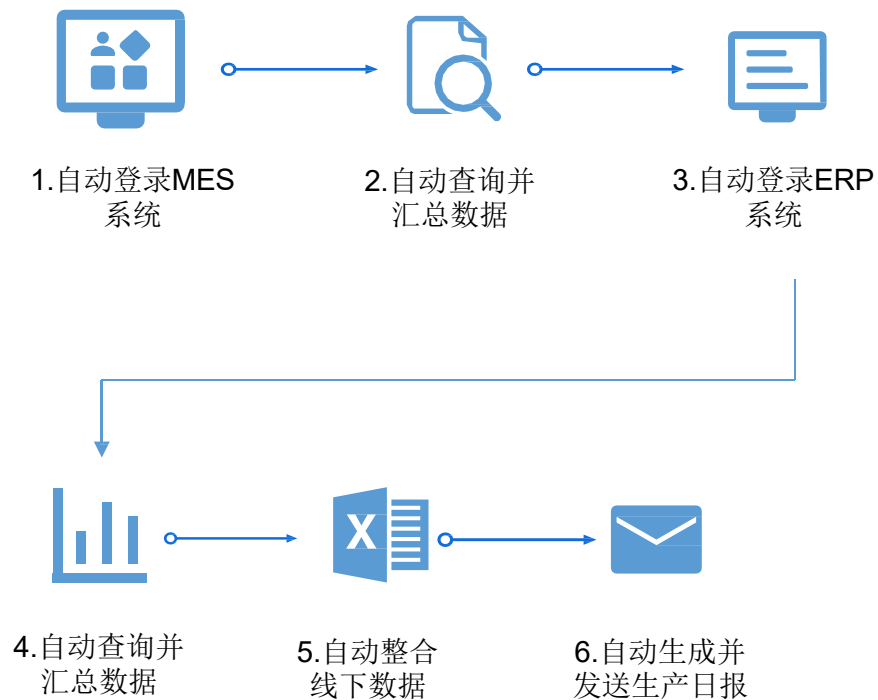 1.自动登录MES
系统
2.自动查询并
汇总数据
3.自动登录ERP
系统
4.自动查询并
汇总数据
X
5.自动整合
线下数据
6.自动生成并
发送生产日报